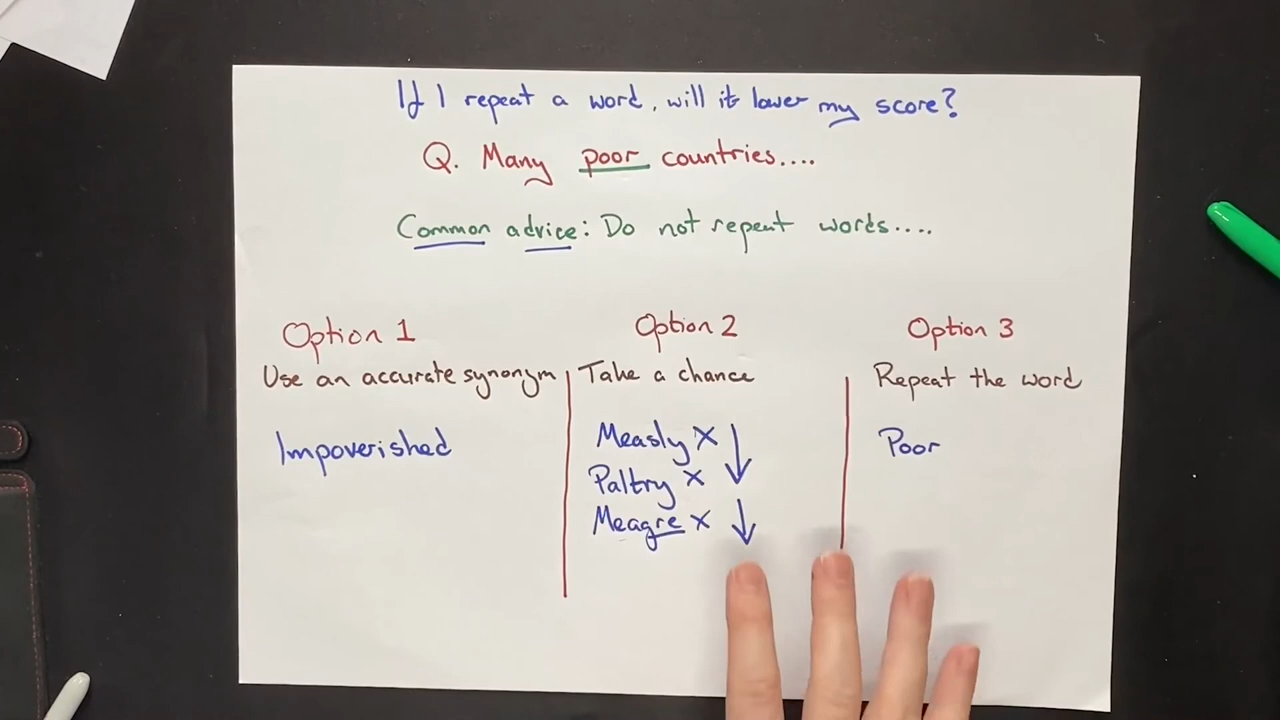 If I repeat a word, will it lower my score?
Q. Many poor countries....
Common advice: Do not repeat words....
Option 1
Use an accurate synonym
Impoverished
Option 2
Take a chance
Measly X ↓
Paltry X
Meagre X ↓
Option 3
Repeat the word
Poor